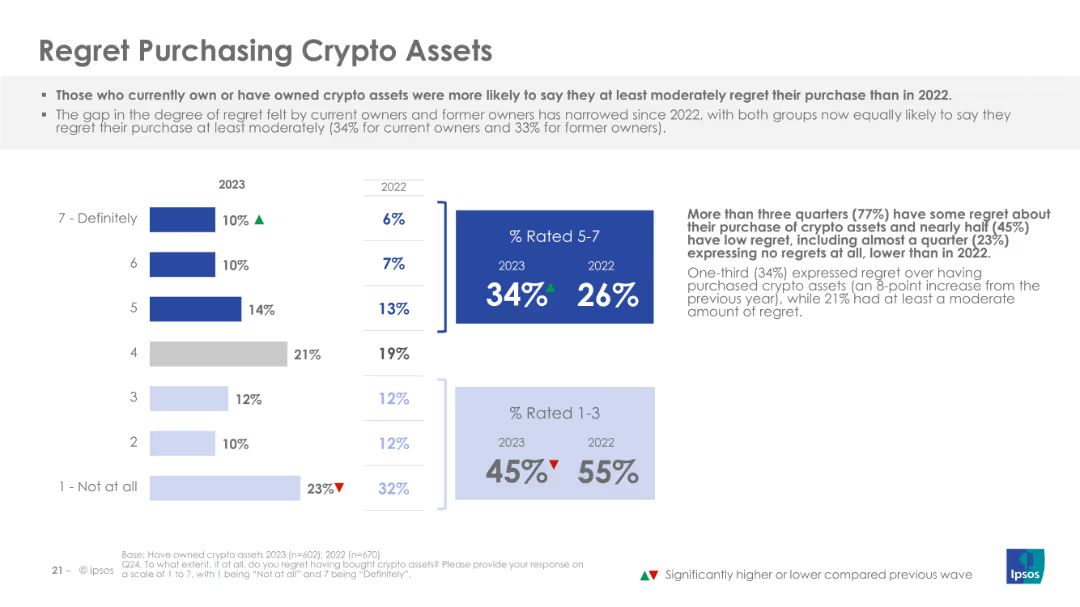 Regret Purchasing Crypto Assets
▪ Those who currently own or have owned crypto assets were more likely to say they at least moderately regret their purchase than in 2022.
▪ The gap in the degree of regret felt by current owners and former owners has narrowed since 2022, with both groups now equally likely to say they
regret their purchase at least moderately (34% for current owners and 33% for former owners).
2023 2022
7 - Definitely 10% ▲ 6%
6 10% 7%
5 14% 13%
4 21% 19%
3 12% 12%
2 10% 12%
1 - Not at all 23% ▼ 32%
% Rated 5-7
2023 2022
34% ▲ 26%
% Rated 1-3
2023 2022
45% ▼ 55%
More than three quarters (77%) have some regret about
their purchase of crypto assets and nearly half (45%)
have low regret, including almost a quarter (23%)
expressing no regrets at all, lower than in 2022.
One-third (34%) expressed regret over having
purchased crypto assets (an 8-point increase from the
previous year), while 21% had at least a moderate
amount of regret.
21 – © Ipsos
Base: Have owned crypto assets 2023 (n=602); 2022 (n=670)
Q24. To what extent, if at all, do you regret having bought crypto assets? Please provide your response on
a scale of 1 to 7, with 1 being "Not at all" and 7 being "Definitely".
▲▼ Significantly higher or lower compared previous wave
Ipsos